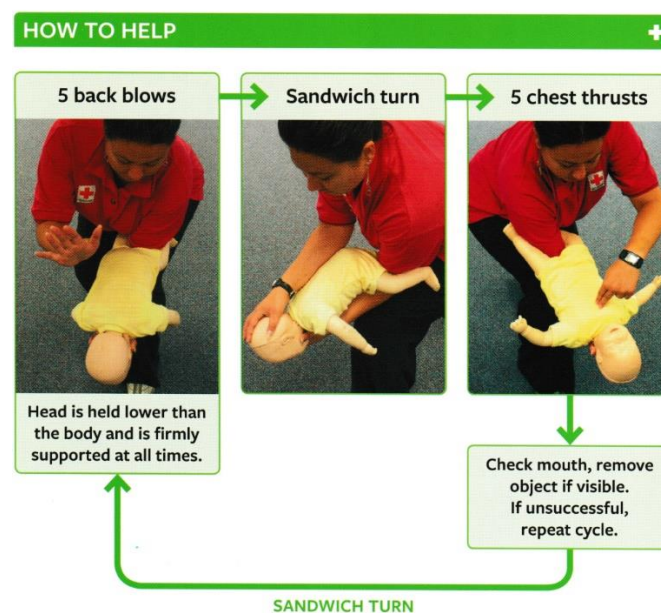 HOW TO HELP
5 back blows
Sandwich turn
5 chest thrusts
Head is held lower than
the body and is firmly
supported at all times.
Check mouth, remove
object if visible.
If unsuccessful,
repeat cycle.
SANDWICH TURN